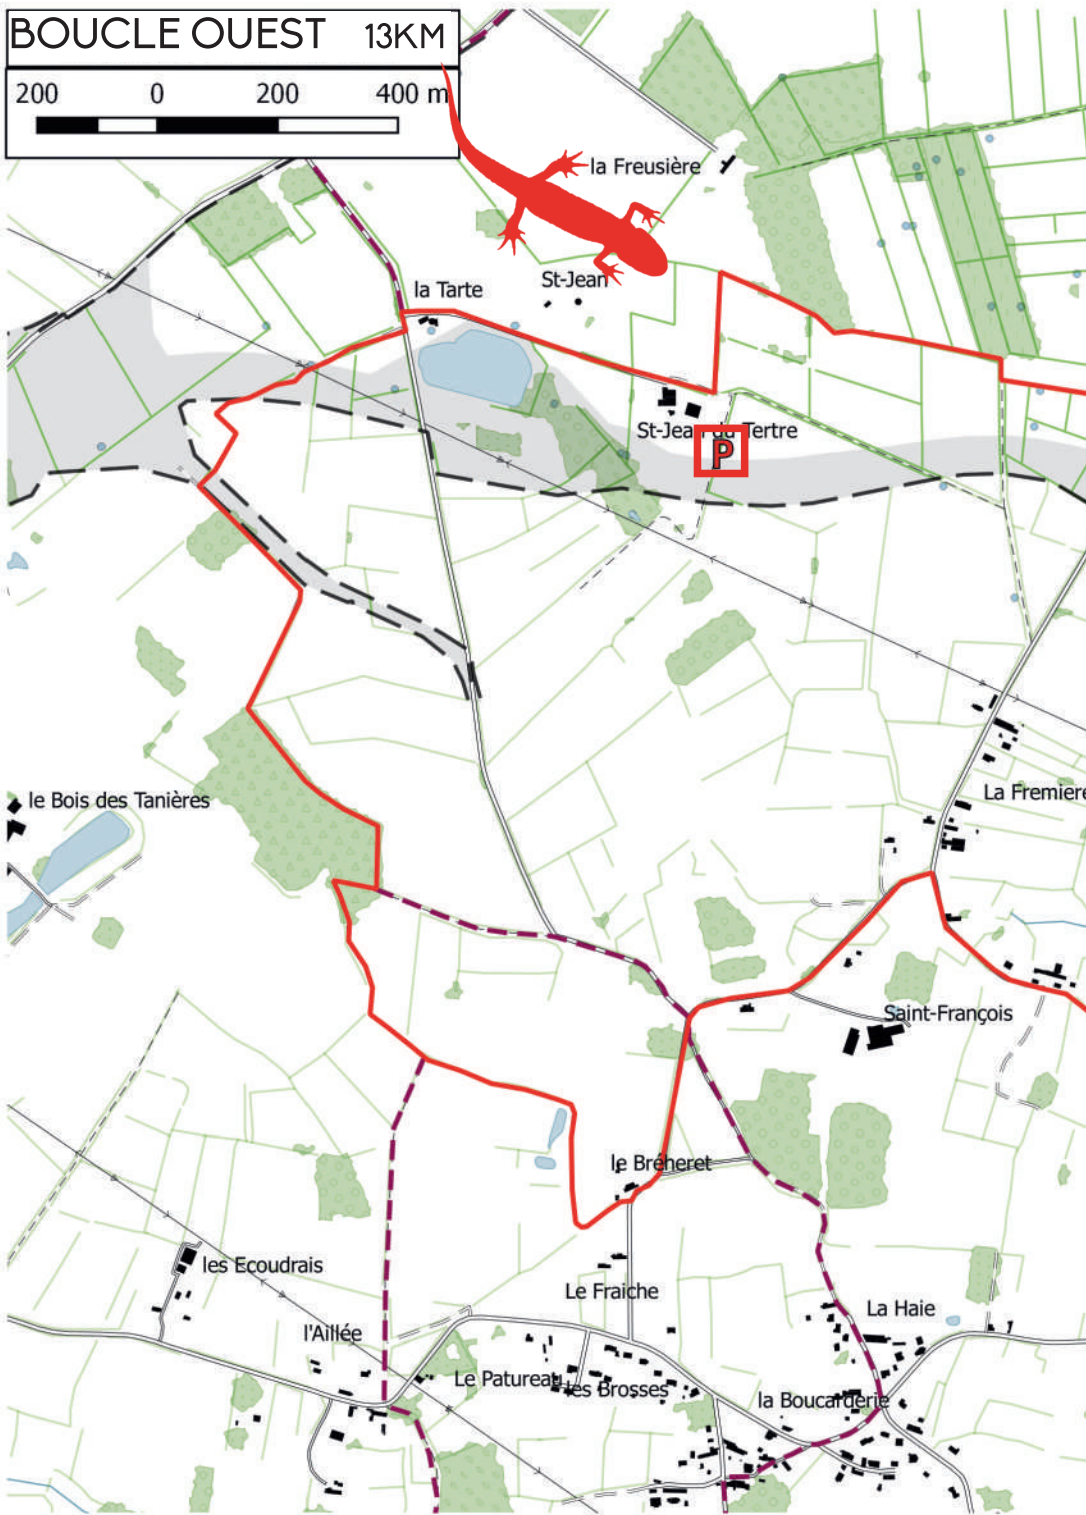 BOUCLE OUEST 13KM
200 0 200 400 m
la Freusière
la Tarte
St-Jean
St-Jean du Tertre
P
le Bois des Tanières
La Fremière
Saint-François
le Bréheret
les Ecoudrais
Le Fraiche
La Haie
l'Aillée
Le Patureau
les Brosses
la Boucarderie